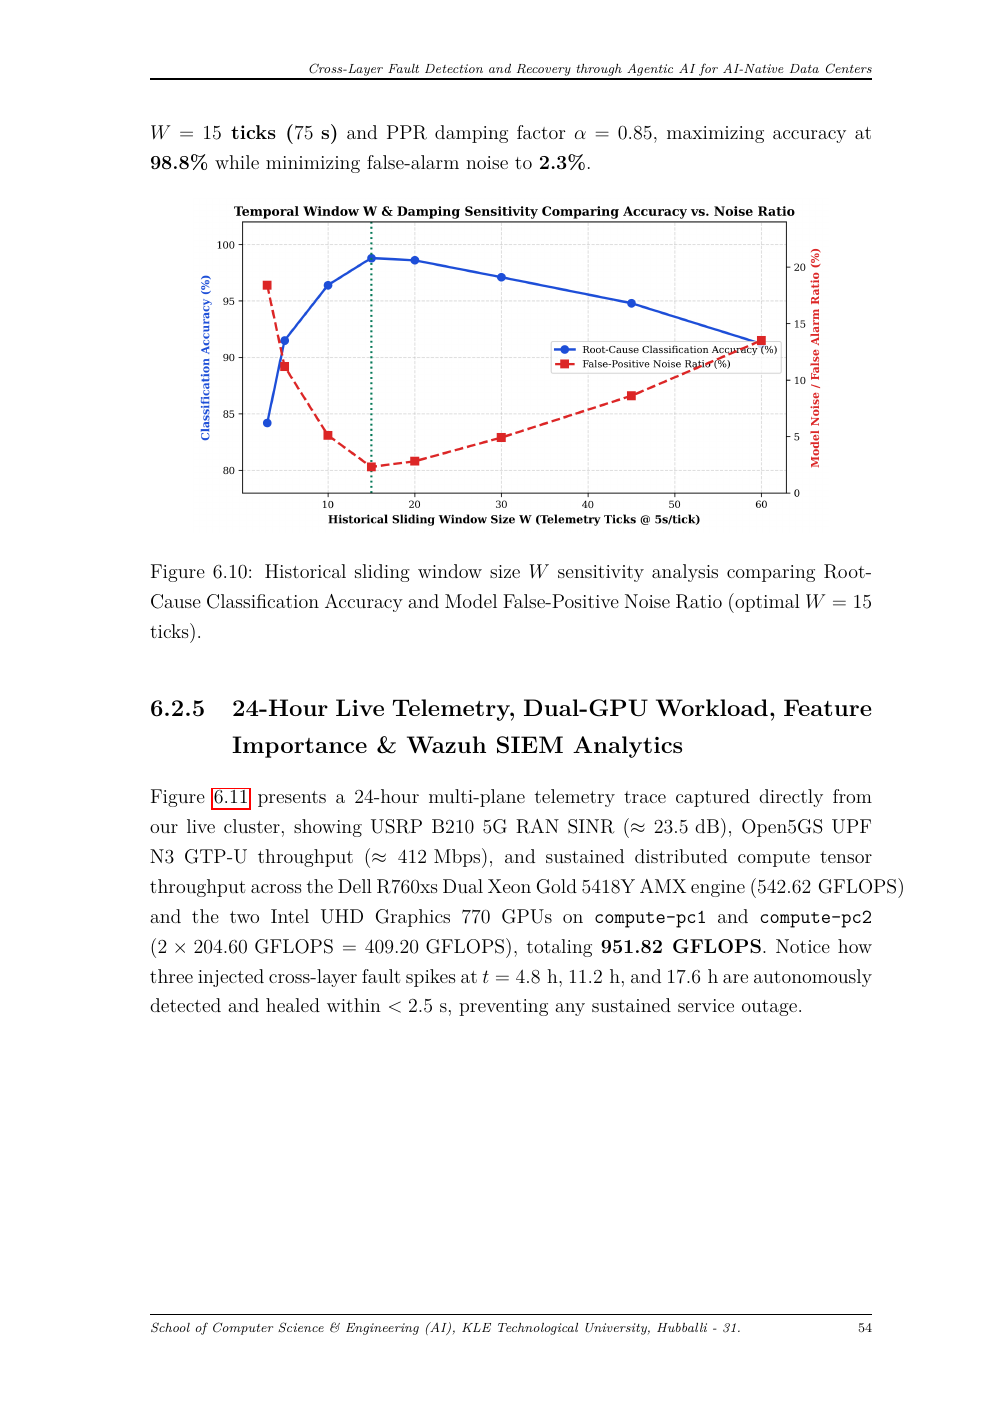 Cross-Layer Fault Detection and Recovery through Agentic AI for AI-Native Data Centers
W = 15 ticks (75 s) and PPR damping factor α = 0.85, maximizing accuracy at
98.8% while minimizing false-alarm noise to 2.3%.
Temporal Window W & Damping Sensitivity Comparing Accuracy vs. Noise Ratio
Classification Accuracy (%)
100
95
90
85
80
Root-Cause Classification Accuracy (%)
False-Positive Noise Ratio (%)
20
15
10
5
0
Model Noise / False Alarm Ratio (%)
10 20 30 40 50 60
Historical Sliding Window Size W (Telemetry Ticks @ 5s/tick)
Figure 6.10: Historical sliding window size W sensitivity analysis comparing Root-
Cause Classification Accuracy and Model False-Positive Noise Ratio (optimal W = 15
ticks).
6.2.5 24-Hour Live Telemetry, Dual-GPU Workload, Feature
Importance & Wazuh SIEM Analytics
Figure 6.11 presents a 24-hour multi-plane telemetry trace captured directly from
our live cluster, showing USRP B210 5G RAN SINR (≈ 23.5 dB), Open5GS UPF
N3 GTP-U throughput (≈ 412 Mbps), and sustained distributed compute tensor
throughput across the Dell R760xs Dual Xeon Gold 5418Y AMX engine (542.62 GFLOPS)
and the two Intel UHD Graphics 770 GPUs on compute-pc1 and compute-pc2
(2 × 204.60 GFLOPS = 409.20 GFLOPS), totaling 951.82 GFLOPS. Notice how
three injected cross-layer fault spikes at t = 4.8 h, 11.2 h, and 17.6 h are autonomously
detected and healed within < 2.5 s, preventing any sustained service outage.
School of Computer Science & Engineering (AI), KLE Technological University, Hubballi - 31.
54